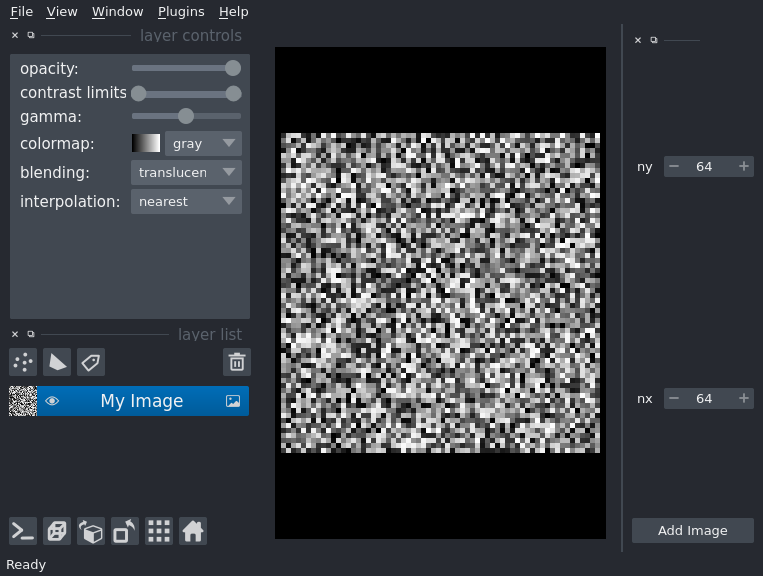 File View Window Plugins Help
layer controls
opacity:
contrast limits
gamma:
colormap: gray
blending: translucen
interpolation: nearest
layer list
My Image
ny 64
nx 64
Add Image
Ready